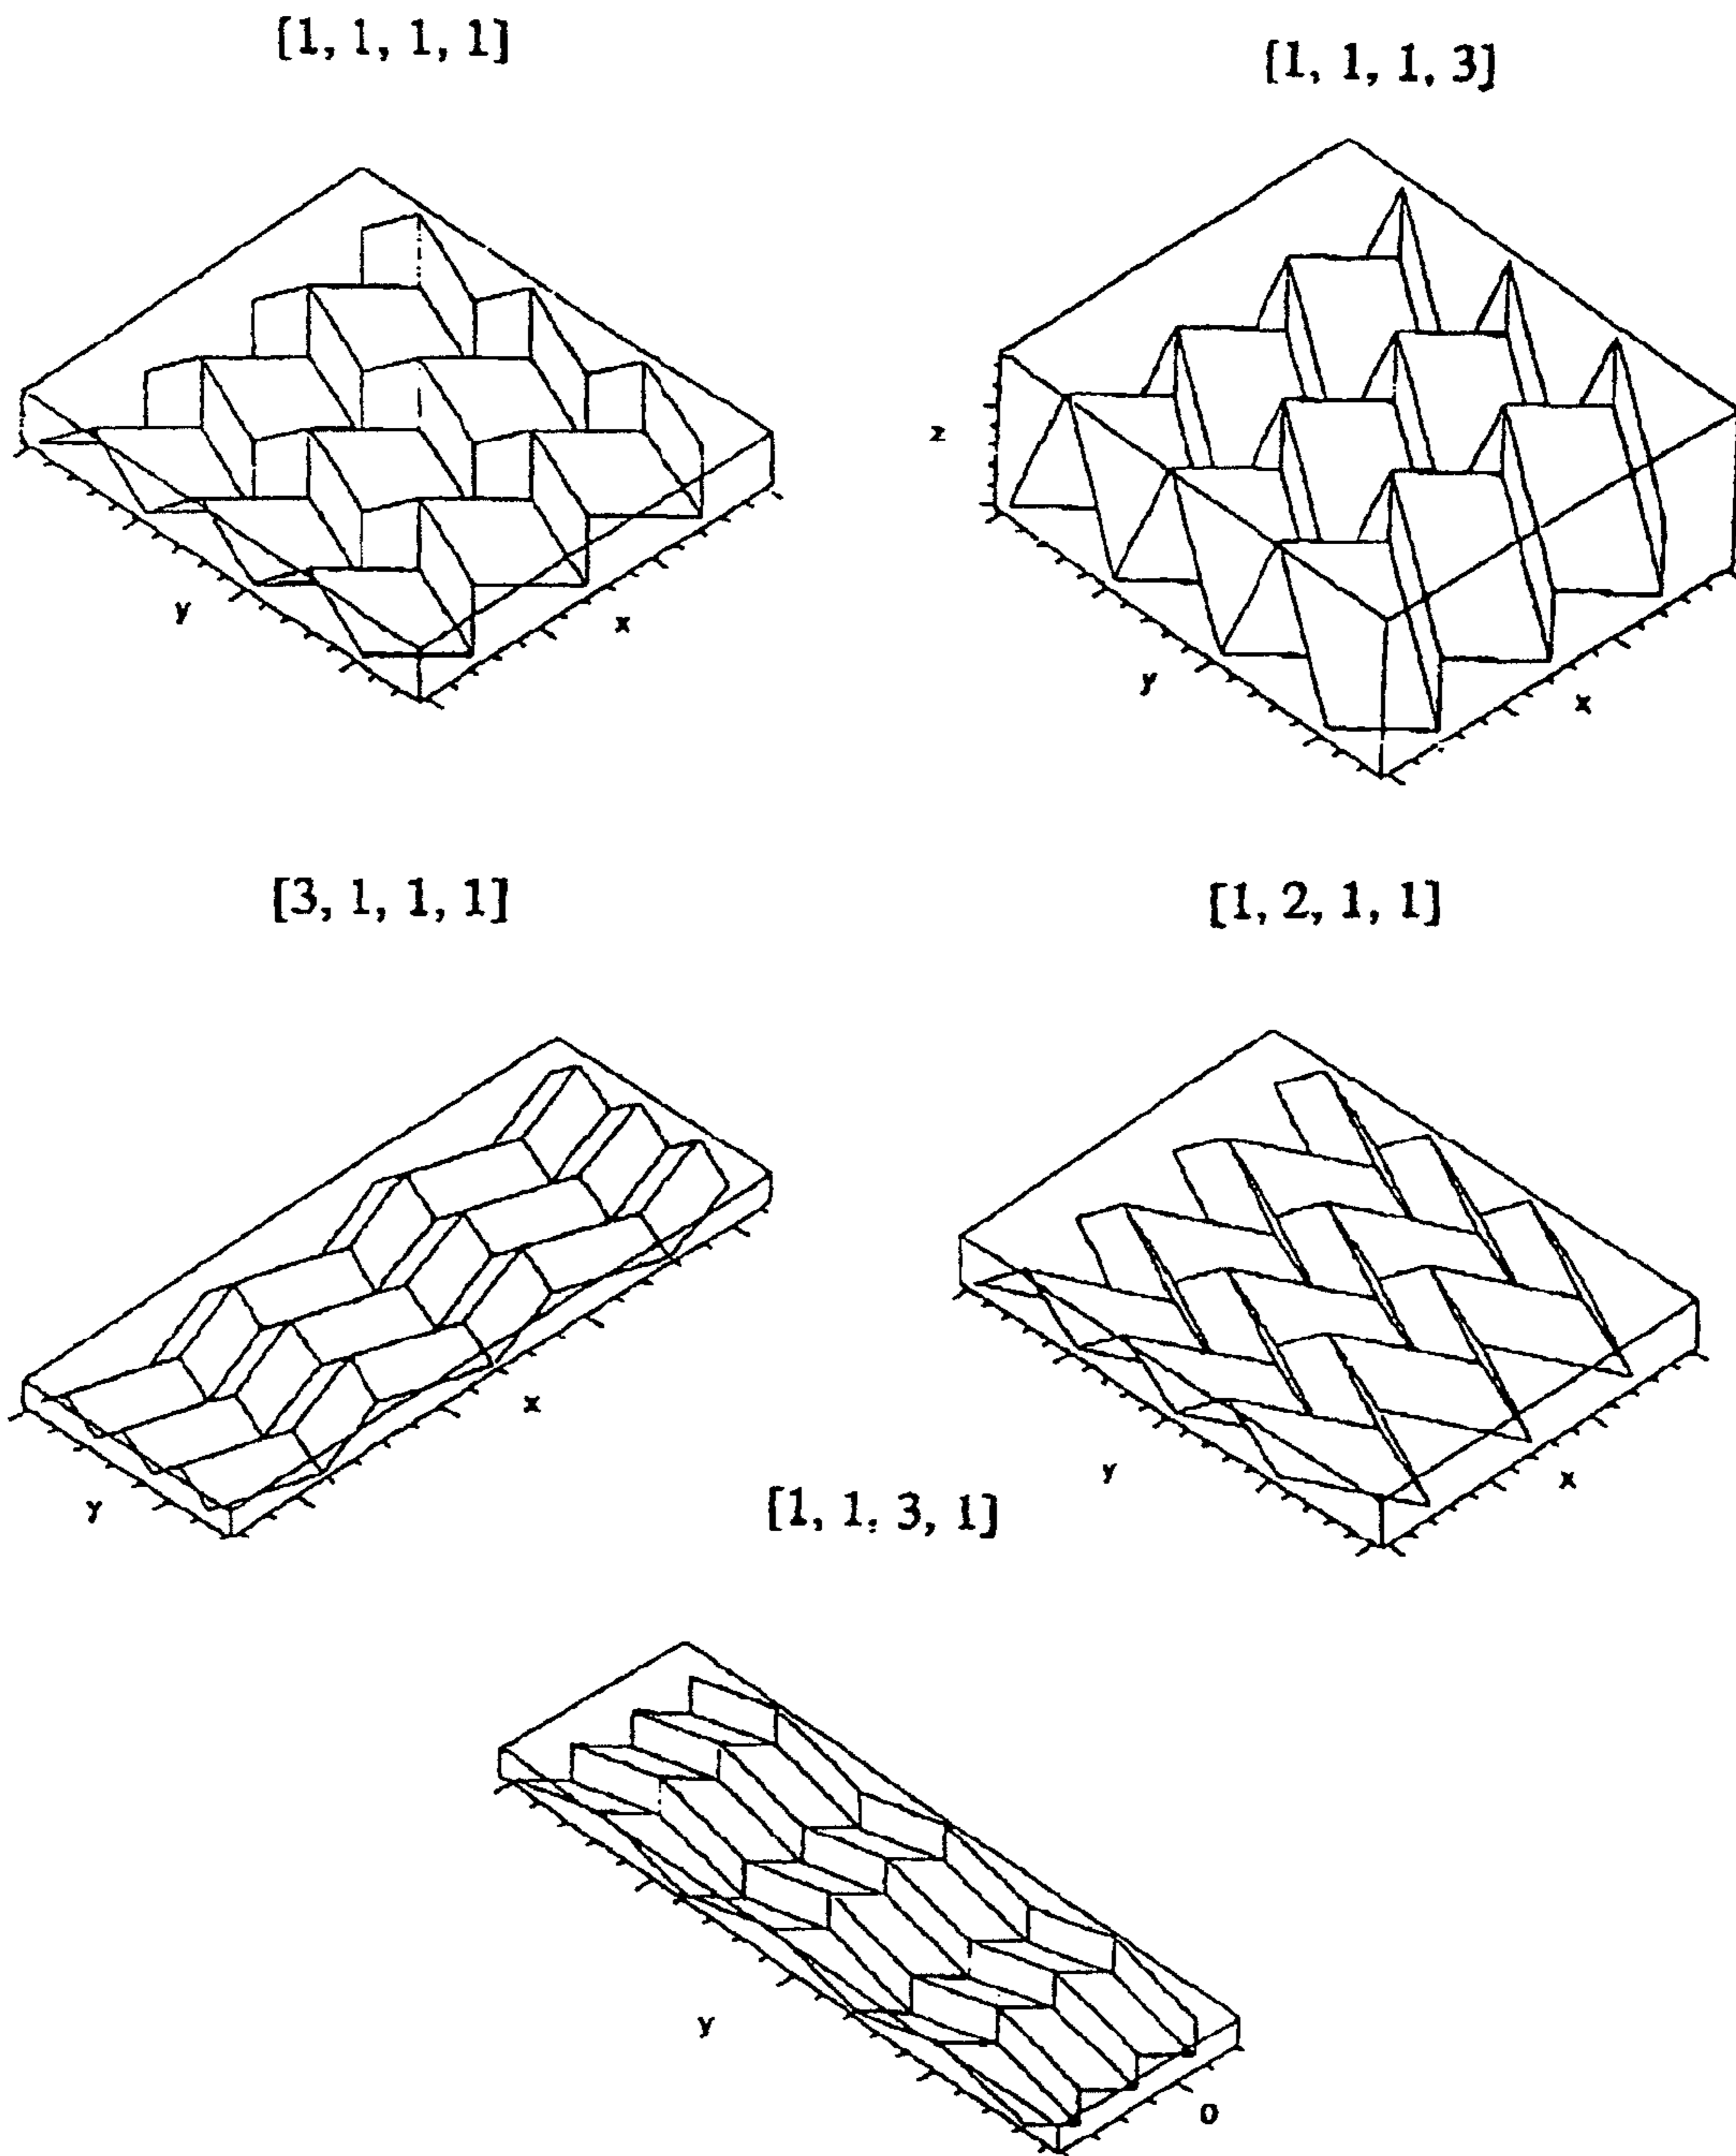 [1, 1, 1, 1]
[1, 1, 1, 3]
z
y
x
y
x
[3, 1, 1, 1]
[1, 2, 1, 1]
x
y
y
x
[1, 1, 3, 1]
y
0